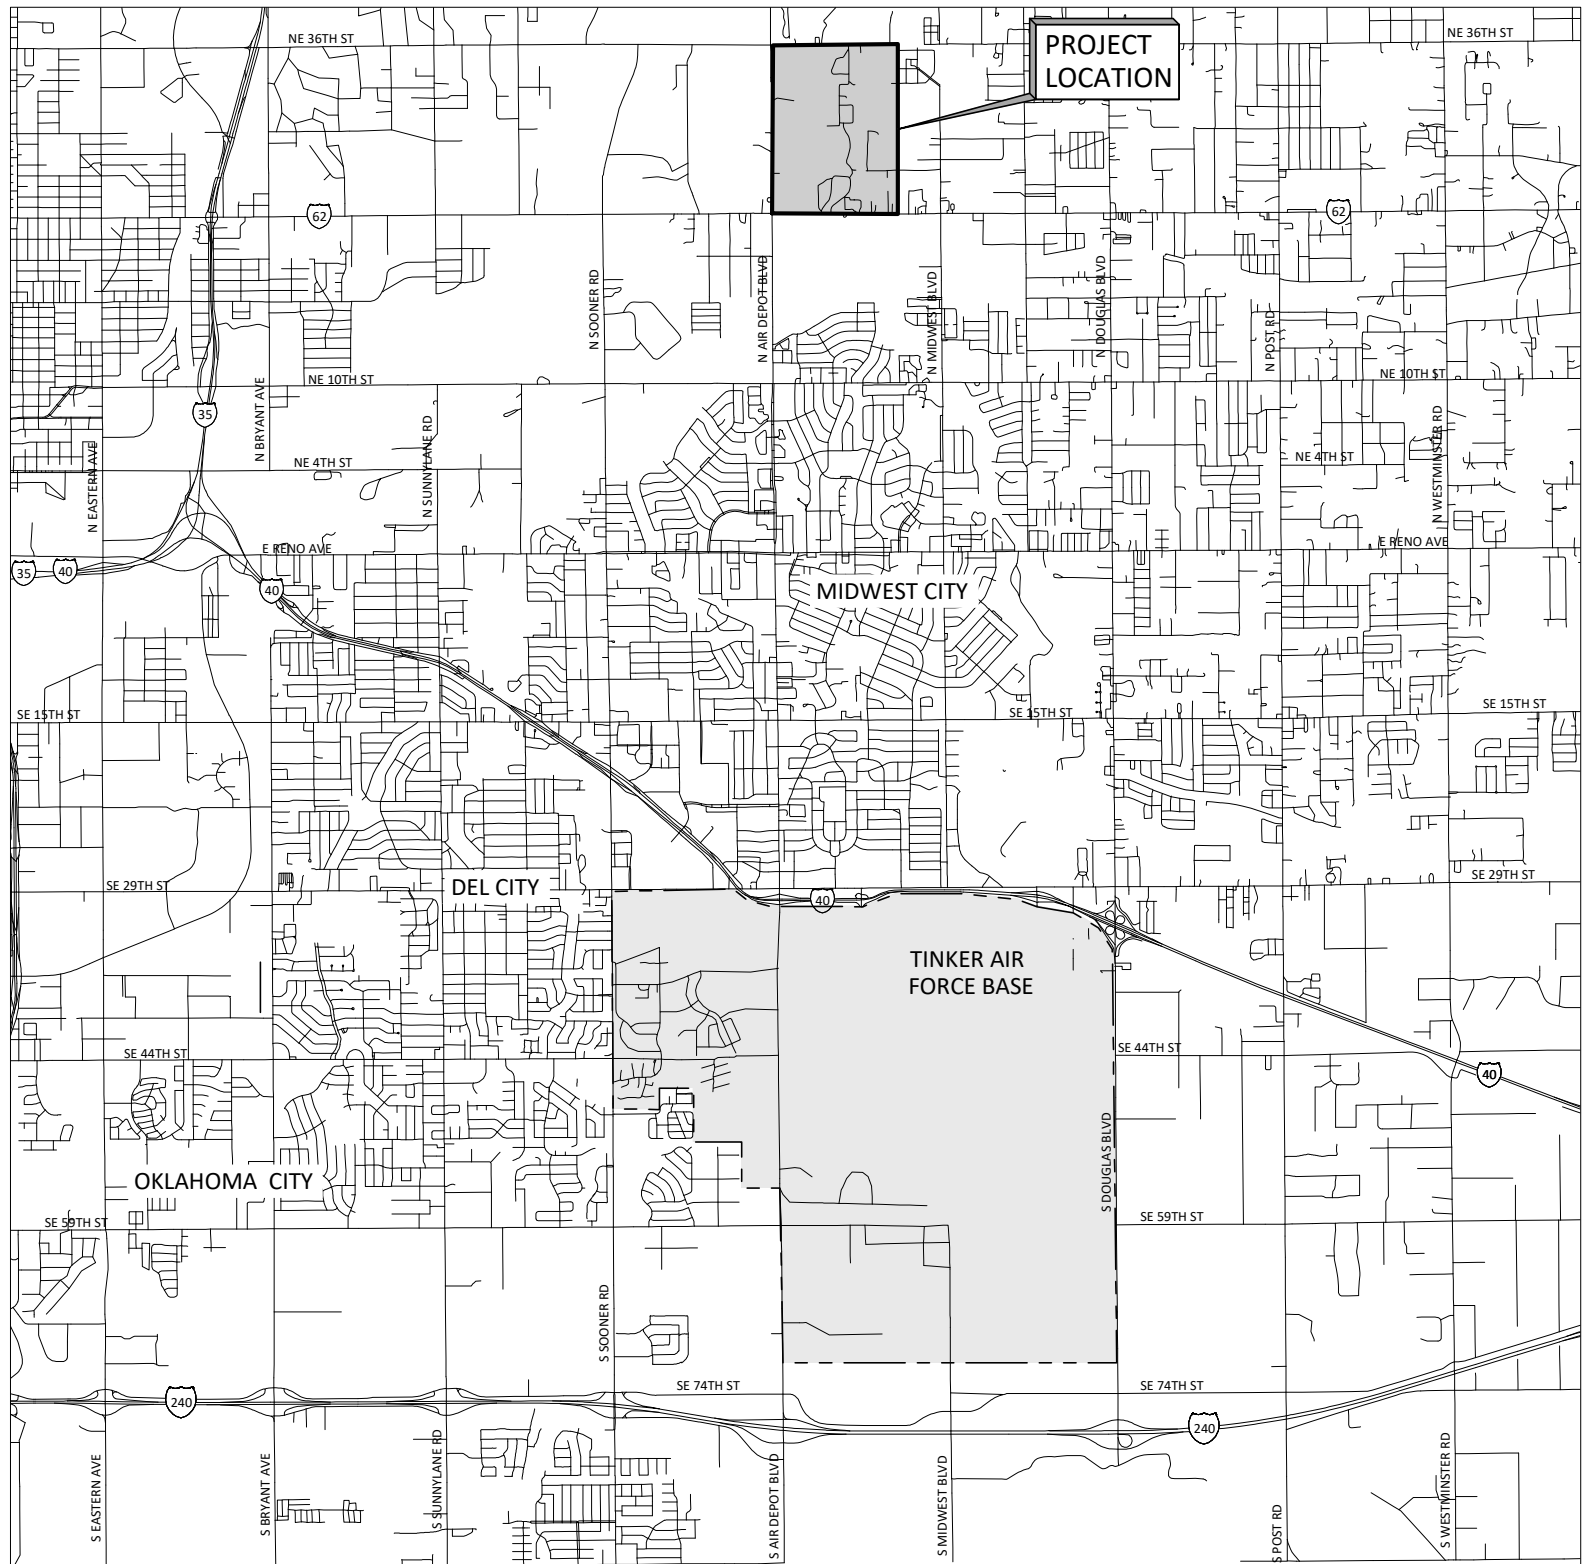 NE 36TH ST
NE 36TH ST
PROJECT
LOCATION
62
62
N SOONER RD
N AIR DEPOT BLVD
N MIDWEST BLVD
N DOUGLAS BLVD
N POST RD
NE 10TH ST
NE 10TH ST
35
N BRYANT AVE
N SUNNYLANE RD
N EASTERN AVE
N WESTMINSTER RD
NE 4TH ST
NE 4TH ST
E RENO AVE
E RENO AVE
35
40
40
MIDWEST CITY
SE 15TH ST
SE 15TH ST
SE 15TH ST
SE 29TH ST
DEL CITY
SE 29TH ST
40
TINKER AIR
FORCE BASE
SE 44TH ST
SE 44TH ST
40
S DOUGLAS BLVD
OKLAHOMA CITY
SE 59TH ST
SE 59TH ST
S SOONER RD
SE 74TH ST
SE 74TH ST
240
240
S EASTERN AVE
S BRYANT AVE
S SUNNYLANE RD
S AIR DEPOT BLVD
S MIDWEST BLVD
S POST RD
S WESTMINSTER RD